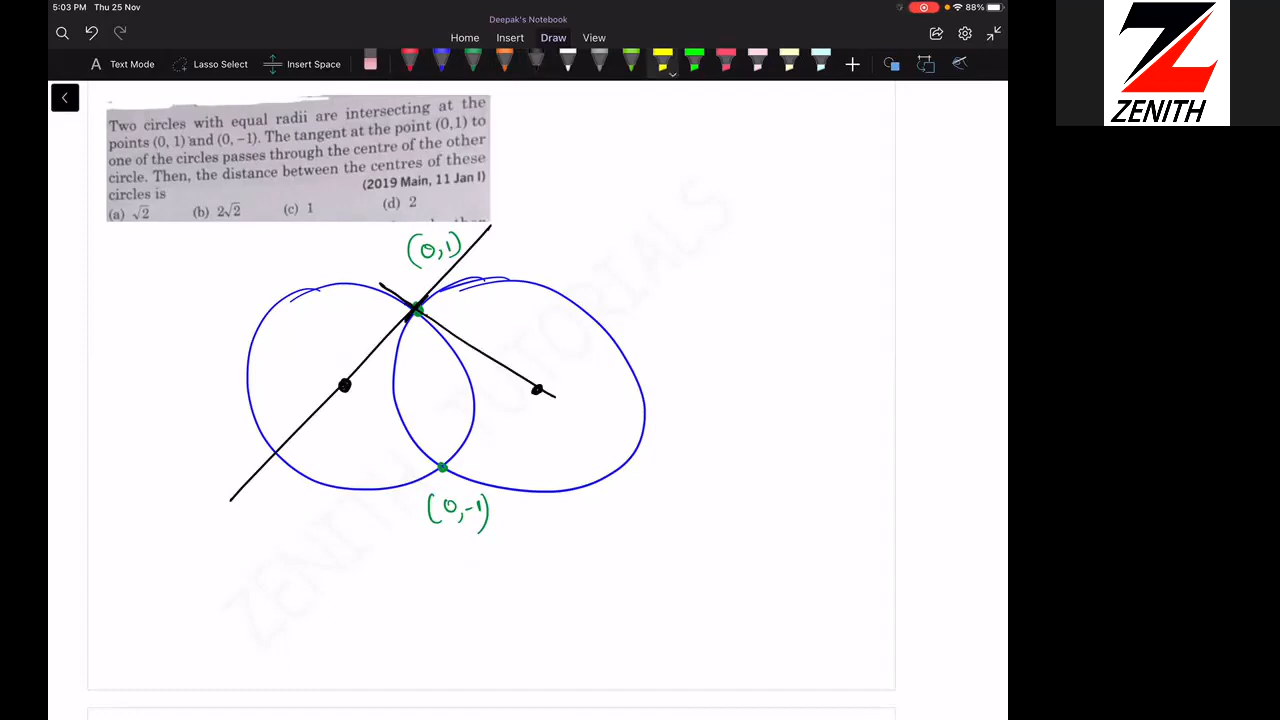 5:03 PM Thu 25 Nov
88%
Deepak's Notebook
Home Insert Draw View
A Text Mode Lasso Select Insert Space
ZENITH
Two circles with equal radii are intersecting at the
points (0, 1) and (0, −1). The tangent at the point (0,1) to
one of the circles passes through the centre of the other
circle. Then, the distance between the centres of these
circles is
(2019 Main, 11 Jan I)
(a) √2 (b) 2√2 (c) 1 (d) 2
(0,1)
(0,-1)
ZENITH TUTORIALS